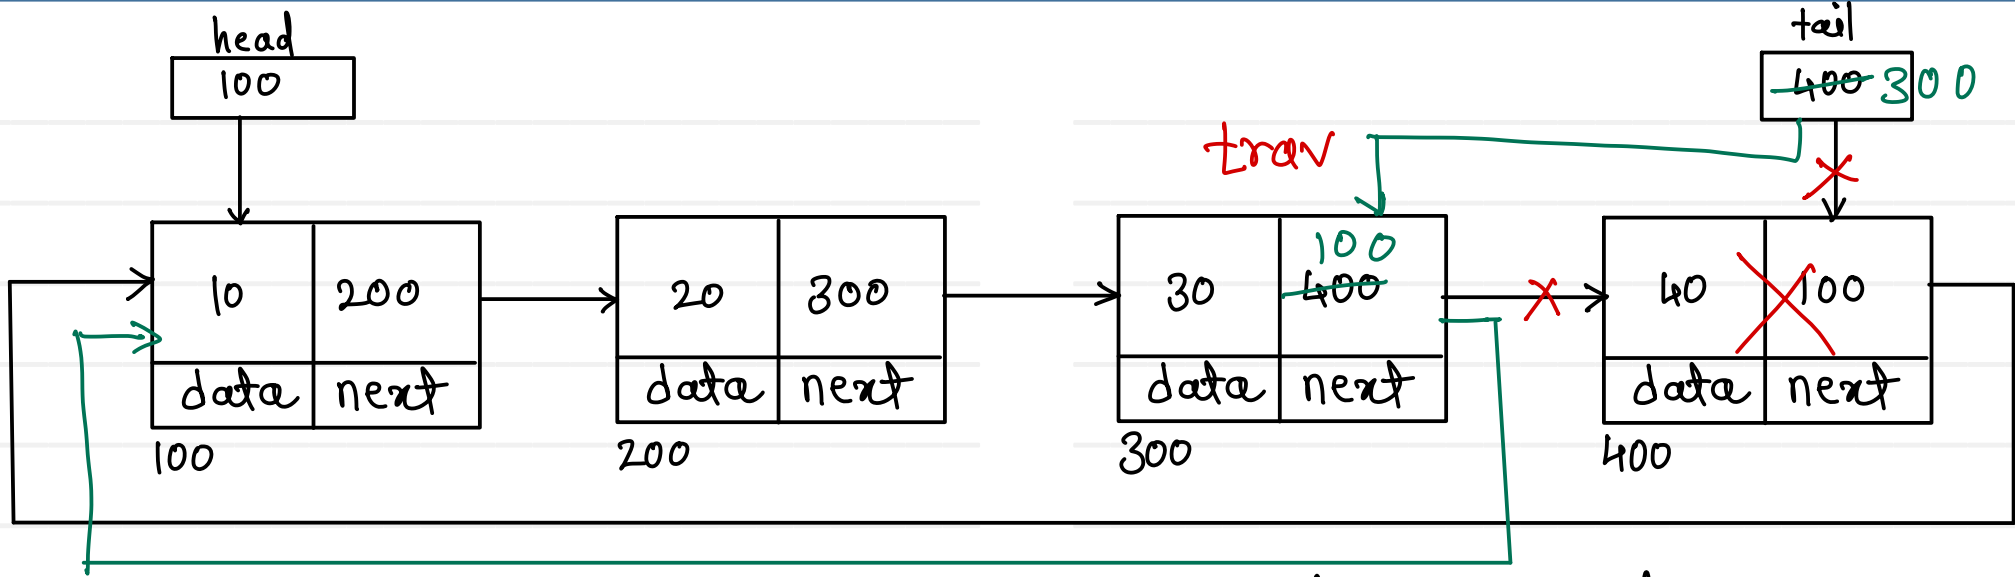 head tail
100 400 300
trav
100
10 200 20 300 30 400 40 100
data next data next data next data next
100 200 300 400